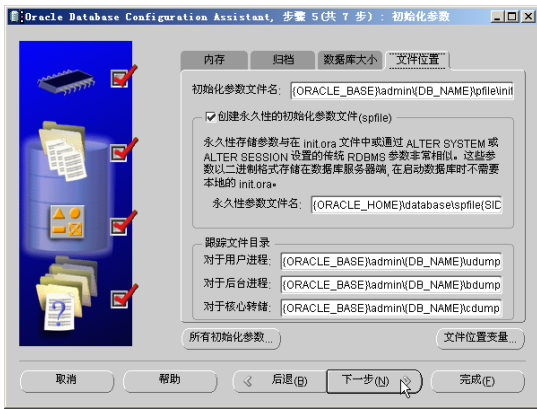 Oracle Database Configuration Assistant, 步骤 5(共 7 步) : 初始化参数
内存 归档 数据库大小 文件位置
初始化参数文件名: {ORACLE_BASE}\admin\{DB_NAME}\pfile\init
创建永久性的初始化参数文件(spfile)
永久性存储参数与在 init.ora 文件中或通过 ALTER SYSTEM 或
ALTER SESSION 设置的传统 RDBMS 参数非常相似。这些参
数以二进制格式存储在数据库服务器端, 在启动数据库时不需要
本地的 init.ora。
永久性参数文件名: {ORACLE_HOME}\database\spfile{SID
跟踪文件目录
对于用户进程: {ORACLE_BASE}\admin\{DB_NAME}\udump
对于后台进程: {ORACLE_BASE}\admin\{DB_NAME}\bdump
对于核心转储: {ORACLE_BASE}\admin\{DB_NAME}\cdump
所有初始化参数... 文件位置变量...
取消 帮助 后退(B) 下一步(N) 完成(F)